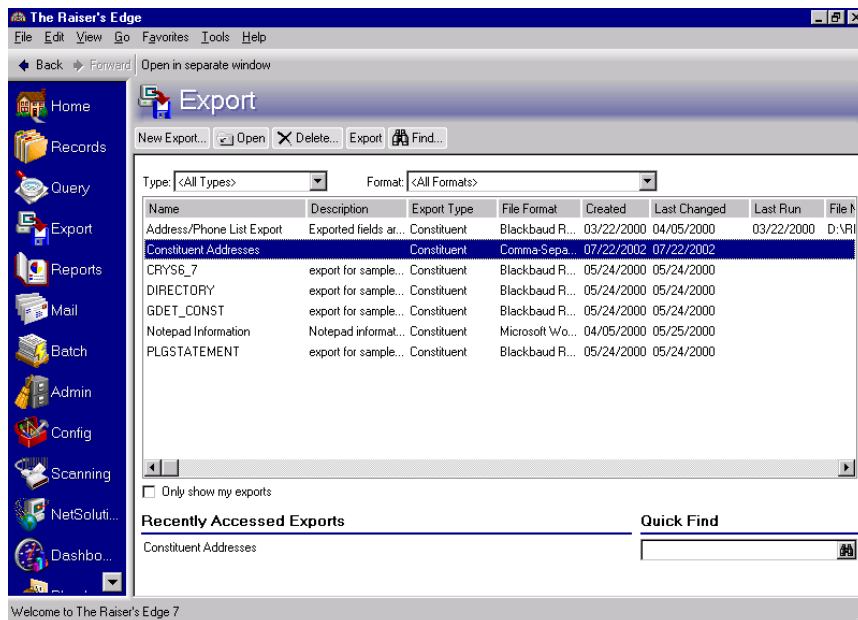 The Raiser's Edge
File Edit View Go Favorites Tools Help
Back Forward Open in separate window
Home
Records
Query
Export
Reports
Mail
Batch
Admin
Config
Scanning
NetSoluti...
Dashbo...
Export
New Export... Open Delete... Export Find...
Type: <All Types> Format: <All Formats>
Name Description Export Type File Format Created Last Changed Last Run File N
Address/Phone List Export Exported fields ar... Constituent Blackbaud R... 03/22/2000 04/05/2000 03/22/2000 D:\RI
Constituent Addresses Constituent Comma-Sepa... 07/22/2002 07/22/2002
CRYS6_7 export for sample... Constituent Blackbaud R... 05/24/2000 05/24/2000
DIRECTORY export for sample... Constituent Blackbaud R... 05/24/2000 05/24/2000
GDET_CONST export for sample... Constituent Blackbaud R... 05/24/2000 05/24/2000
Notepad Information Notepad informat... Constituent Microsoft Wo... 04/05/2000 05/25/2000
PLGSTATEMENT export for sample... Constituent Blackbaud R... 05/24/2000 05/24/2000
Only show my exports
Recently Accessed Exports Quick Find
Constituent Addresses
Welcome to The Raiser's Edge 7